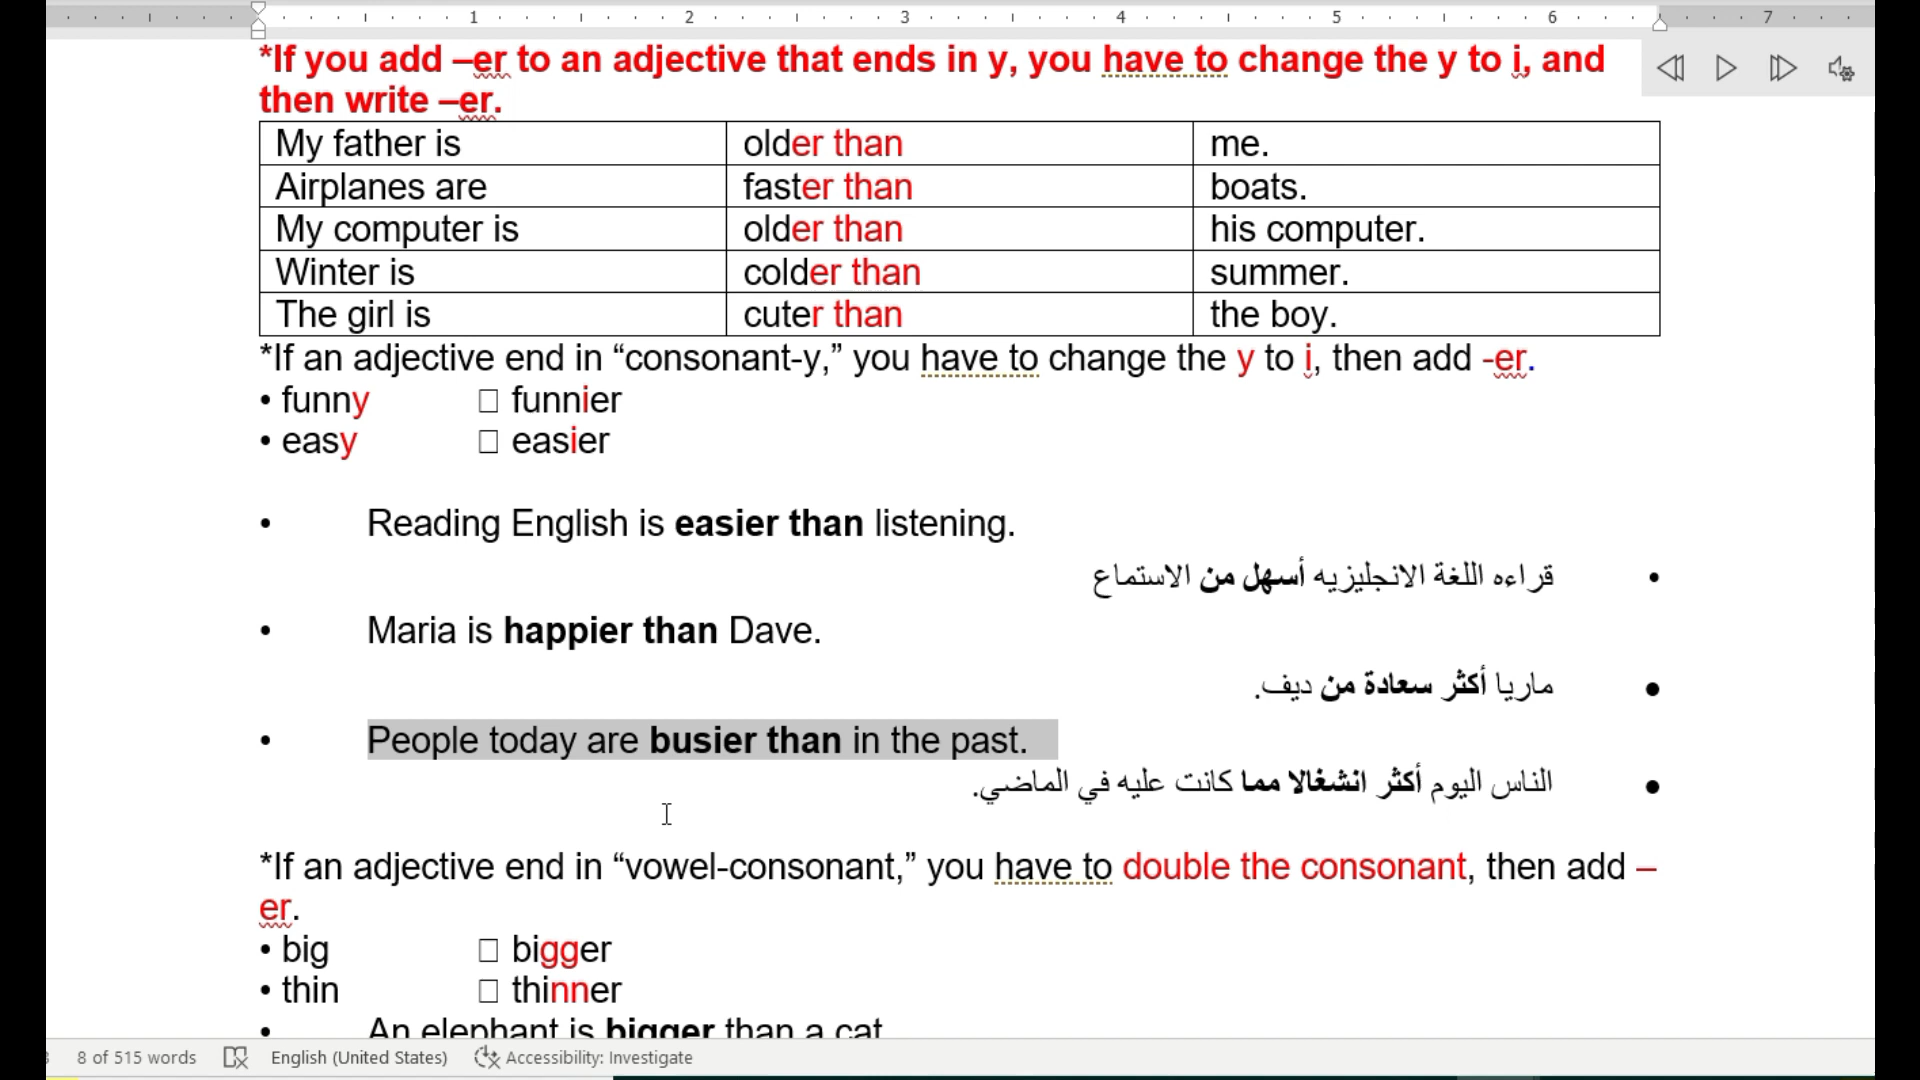 1 2 3 4 5 6 7
*If you add –er to an adjective that ends in y, you have to change the y to i, and
then write –er.
My father is older than me.
Airplanes are faster than boats.
My computer is older than his computer.
Winter is colder than summer.
The girl is cuter than the boy.
*If an adjective end in “consonant-y,” you have to change the y to i, then add -er.
• funny □ funnier
• easy □ easier
• Reading English is easier than listening.
• قراءه اللغة الانجليزيه أسهل من الاستماع
• Maria is happier than Dave.
• ماريا أكثر سعادة من ديف.
• People today are busier than in the past.
• الناس اليوم أكثر انشغالا مما كانت عليه في الماضي.
*If an adjective end in “vowel-consonant,” you have to double the consonant, then add –
er.
• big □ bigger
• thin □ thinner
• An elephant is bigger than a cat
8 of 515 words English (United States) Accessibility: Investigate